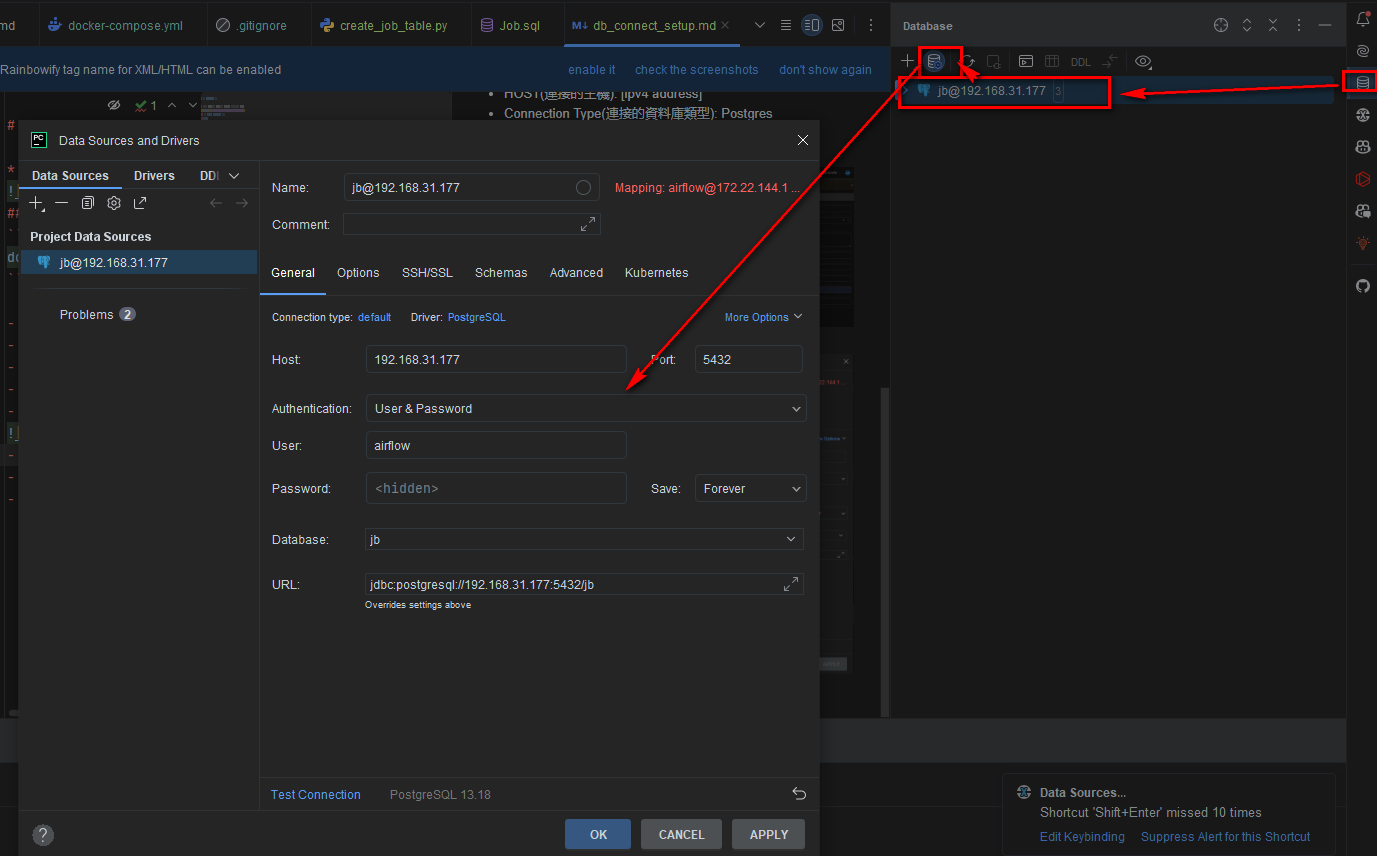 md
docker-compose.yml
.gitignore
create_job_table.py
Job.sql
M↓ db_connect_setup.md
Database
Rainbowify tag name for XML/HTML can be enabled
enable it
check the screenshots
don't show again
DDL
1
HOST(連接的主機): [ipv4 address]
Connection Type(連接的資料庫類型): Postgres
jb@192.168.31.177 3
PC
Data Sources and Drivers
Data Sources
Drivers
DDl
Name:
jb@192.168.31.177
Mapping: airflow@172.22.144.1 ...
Comment:
Project Data Sources
jb@192.168.31.177
Problems 2
General
Options
SSH/SSL
Schemas
Advanced
Kubernetes
Connection type: default
Driver: PostgreSQL
More Options
Host:
192.168.31.177
Port:
5432
Authentication:
User & Password
User:
airflow
Password:
<hidden>
Save:
Forever
Database:
jb
URL:
jdbc:postgresql://192.168.31.177:5432/jb
Overrides settings above
Test Connection
PostgreSQL 13.18
?
OK
CANCEL
APPLY
Data Sources...
Shortcut 'Shift+Enter' missed 10 times
Edit Keybinding
Suppress Alert for this Shortcut